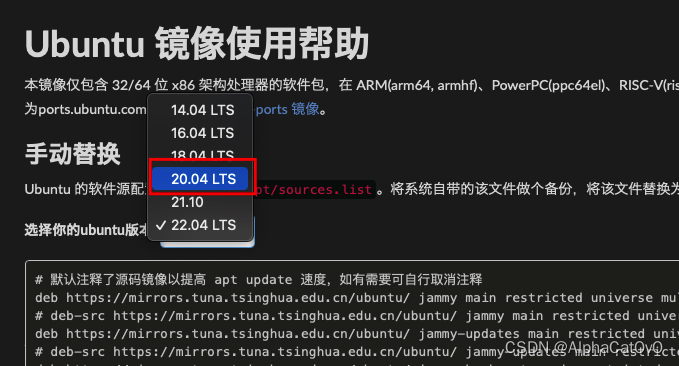 Ubuntu 镜像使用帮助
本镜像仅包含 32/64 位 x86 架构处理器的软件包，在 ARM(arm64, armhf)、PowerPC(ppc64el)、RISC-V(ris
为ports.ubuntu.com
ports 镜像。
14.04 LTS
16.04 LTS
18.04 LTS
20.04 LTS
21.10
✓ 22.04 LTS
手动替换
Ubuntu 的软件源配
pt/sources.list 。将系统自带的该文件做个备份，将该文件替换为
选择你的ubuntu版本
# 默认注释了源码镜像以提高 apt update 速度，如有需要可自行取消注释
deb https://mirrors.tuna.tsinghua.edu.cn/ubuntu/ jammy main restricted universe mul
# deb-src https://mirrors.tuna.tsinghua.edu.cn/ubuntu/ jammy main restricted univers
deb https://mirrors.tuna.tsinghua.edu.cn/ubuntu/ jammy-updates main restricted univ
# deb-src https://mirrors.tuna.tsinghua.edu.cn/ubuntu/ jammy-updates main restricte
CSDN @AlphaCatOvO